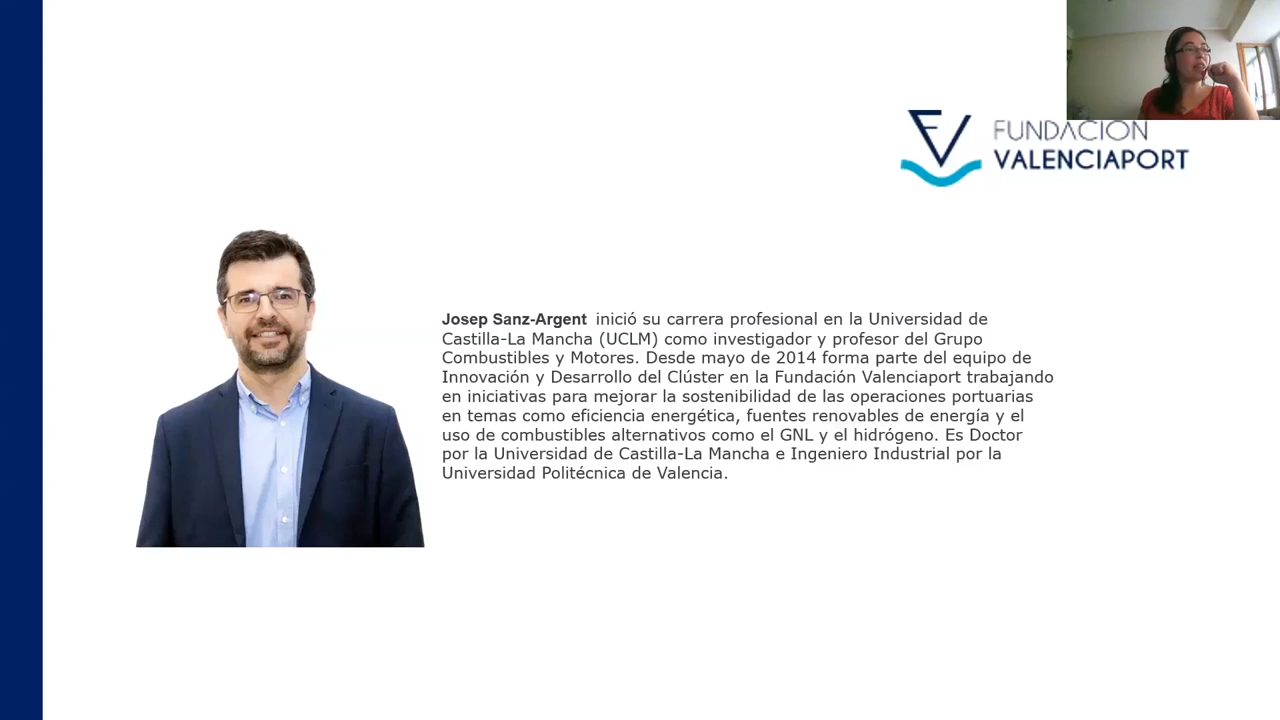 FUNDACION
VALENCIAPORT
Josep Sanz-Argent inició su carrera profesional en la Universidad de
Castilla-La Mancha (UCLM) como investigador y profesor del Grupo
Combustibles y Motores. Desde mayo de 2014 forma parte del equipo de
Innovación y Desarrollo del Clúster en la Fundación Valenciaport trabajando
en iniciativas para mejorar la sostenibilidad de las operaciones portuarias
en temas como eficiencia energética, fuentes renovables de energía y el
uso de combustibles alternativos como el GNL y el hidrógeno. Es Doctor
por la Universidad de Castilla-La Mancha e Ingeniero Industrial por la
Universidad Politécnica de Valencia.